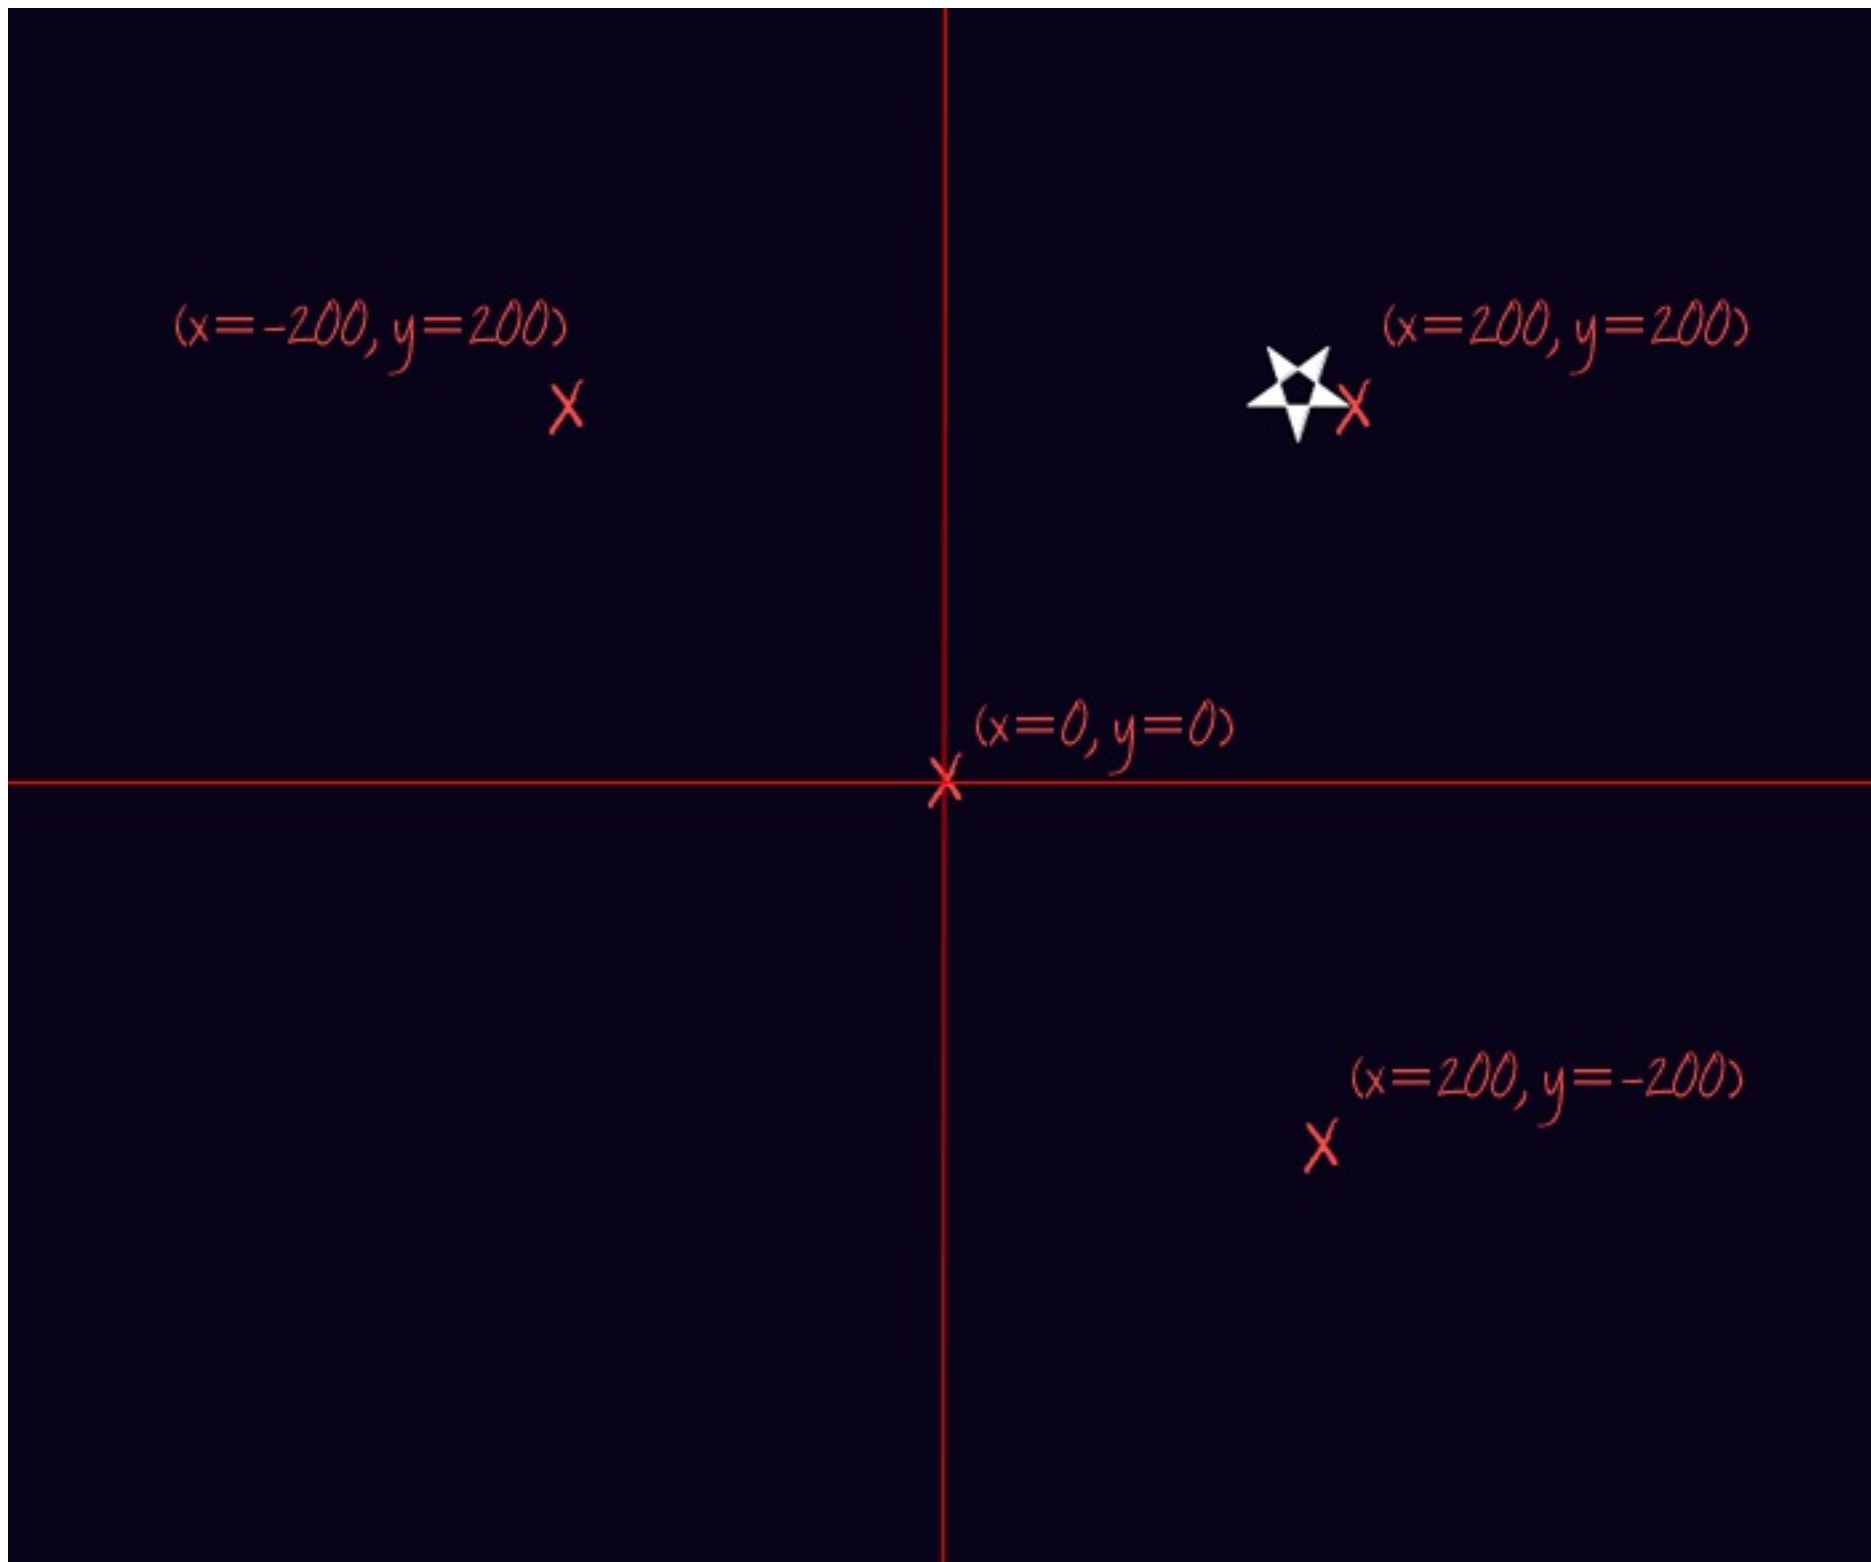 (x=-200, y=200)
(x=200, y=200)
(x=0, y=0)
(x=200, y=-200)